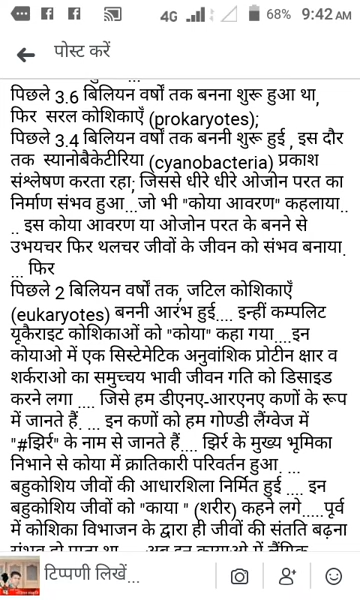 4G 68% 9:42 AM
पोस्ट करें
पिछले 3.6 बिलियन वर्षों तक बनना शुरू हुआ था,
फिर सरल कोशिकाएँ (prokaryotes);
पिछले 3.4 बिलियन वर्षों तक बननी शुरू हुई , इस दौर
तक स्यानोबैकेटीरिया (cyanobacteria) प्रकाश
संश्लेषण करता रहा; जिससे धीरे धीरे ओजोन परत का
निर्माण संभव हुआ...जो भी "कोया आवरण" कहलाया..
.. इस कोया आवरण या ओजोन परत के बनने से
उभयचर फिर थलचर जीवों के जीवन को संभव बनाया.
... फिर
पिछले 2 बिलियन वर्षों तक, जटिल कोशिकाएँ
(eukaryotes) बननी आरंभ हुई.... इन्हीं कम्पलिट
यूकैराइट कोशिकाओं को "कोया" कहा गया....इन
कोयाओ में एक सिस्टेमेटिक अनुवांशिक प्रोटीन क्षार व
शर्कराओ का समुच्चय भावी जीवन गति को डिसाइड
करने लगा .... जिसे हम डीएनए-आरएनए कणों के रूप
में जानते हैं. ... इन कणों को हम गोण्डी लैंग्वेज में
"#झिर्र" के नाम से जानते हैं.... झिर्र के मुख्य भूमिका
निभाने से कोया में क्रातिकारी परिवर्तन हुआ. ...
बहुकोशिय जीवों की आधारशिला निर्मित हुई .... इन
बहुकोशिय जीवों को "काया " (शरीर) कहने लगे.....पूर्व
में कोशिका विभाजन के द्वारा ही जीवों की संतति बढ़ना
टिप्पणी लिखें...